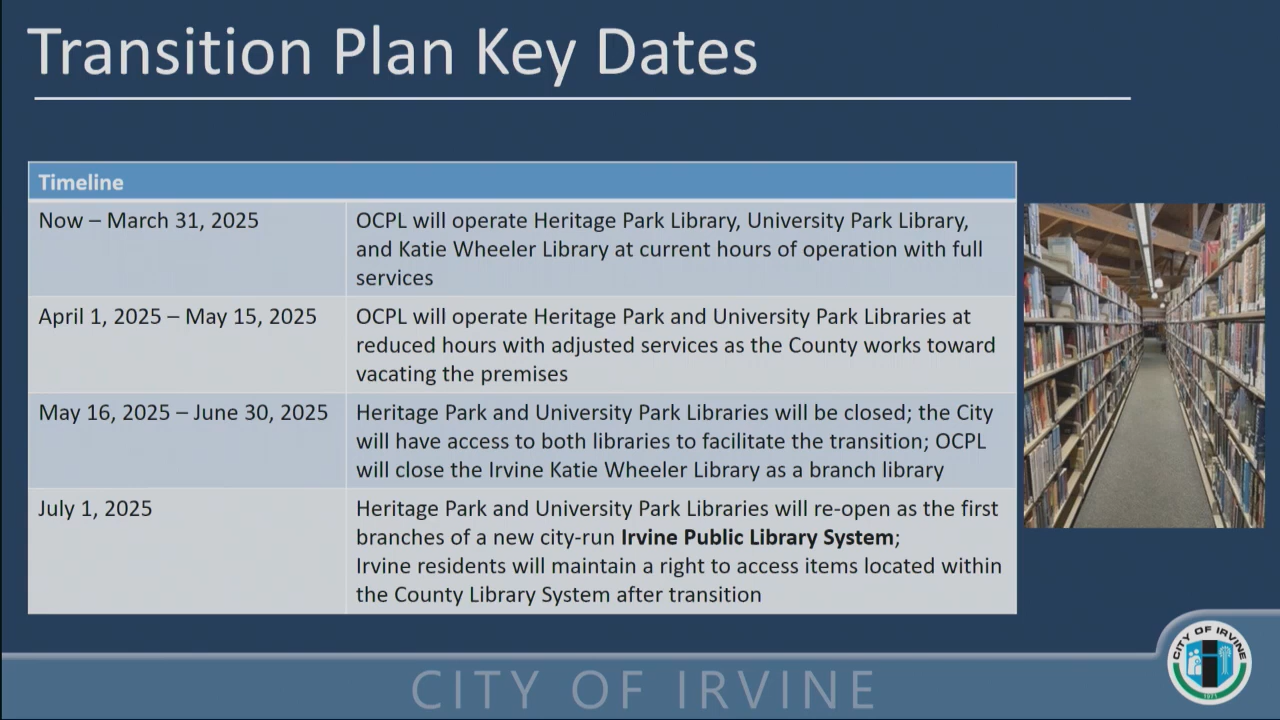 Transition Plan Key Dates
Timeline
Now – March 31, 2025
OCPL will operate Heritage Park Library, University Park Library,
and Katie Wheeler Library at current hours of operation with full
services
April 1, 2025 – May 15, 2025
OCPL will operate Heritage Park and University Park Libraries at
reduced hours with adjusted services as the County works toward
vacating the premises
May 16, 2025 – June 30, 2025
Heritage Park and University Park Libraries will be closed; the City
will have access to both libraries to facilitate the transition; OCPL
will close the Irvine Katie Wheeler Library as a branch library
July 1, 2025
Heritage Park and University Park Libraries will re-open as the first
branches of a new city-run Irvine Public Library System;
Irvine residents will maintain a right to access items located within
the County Library System after transition
CITY OF IRVINE
1971
CITY OF IRVINE